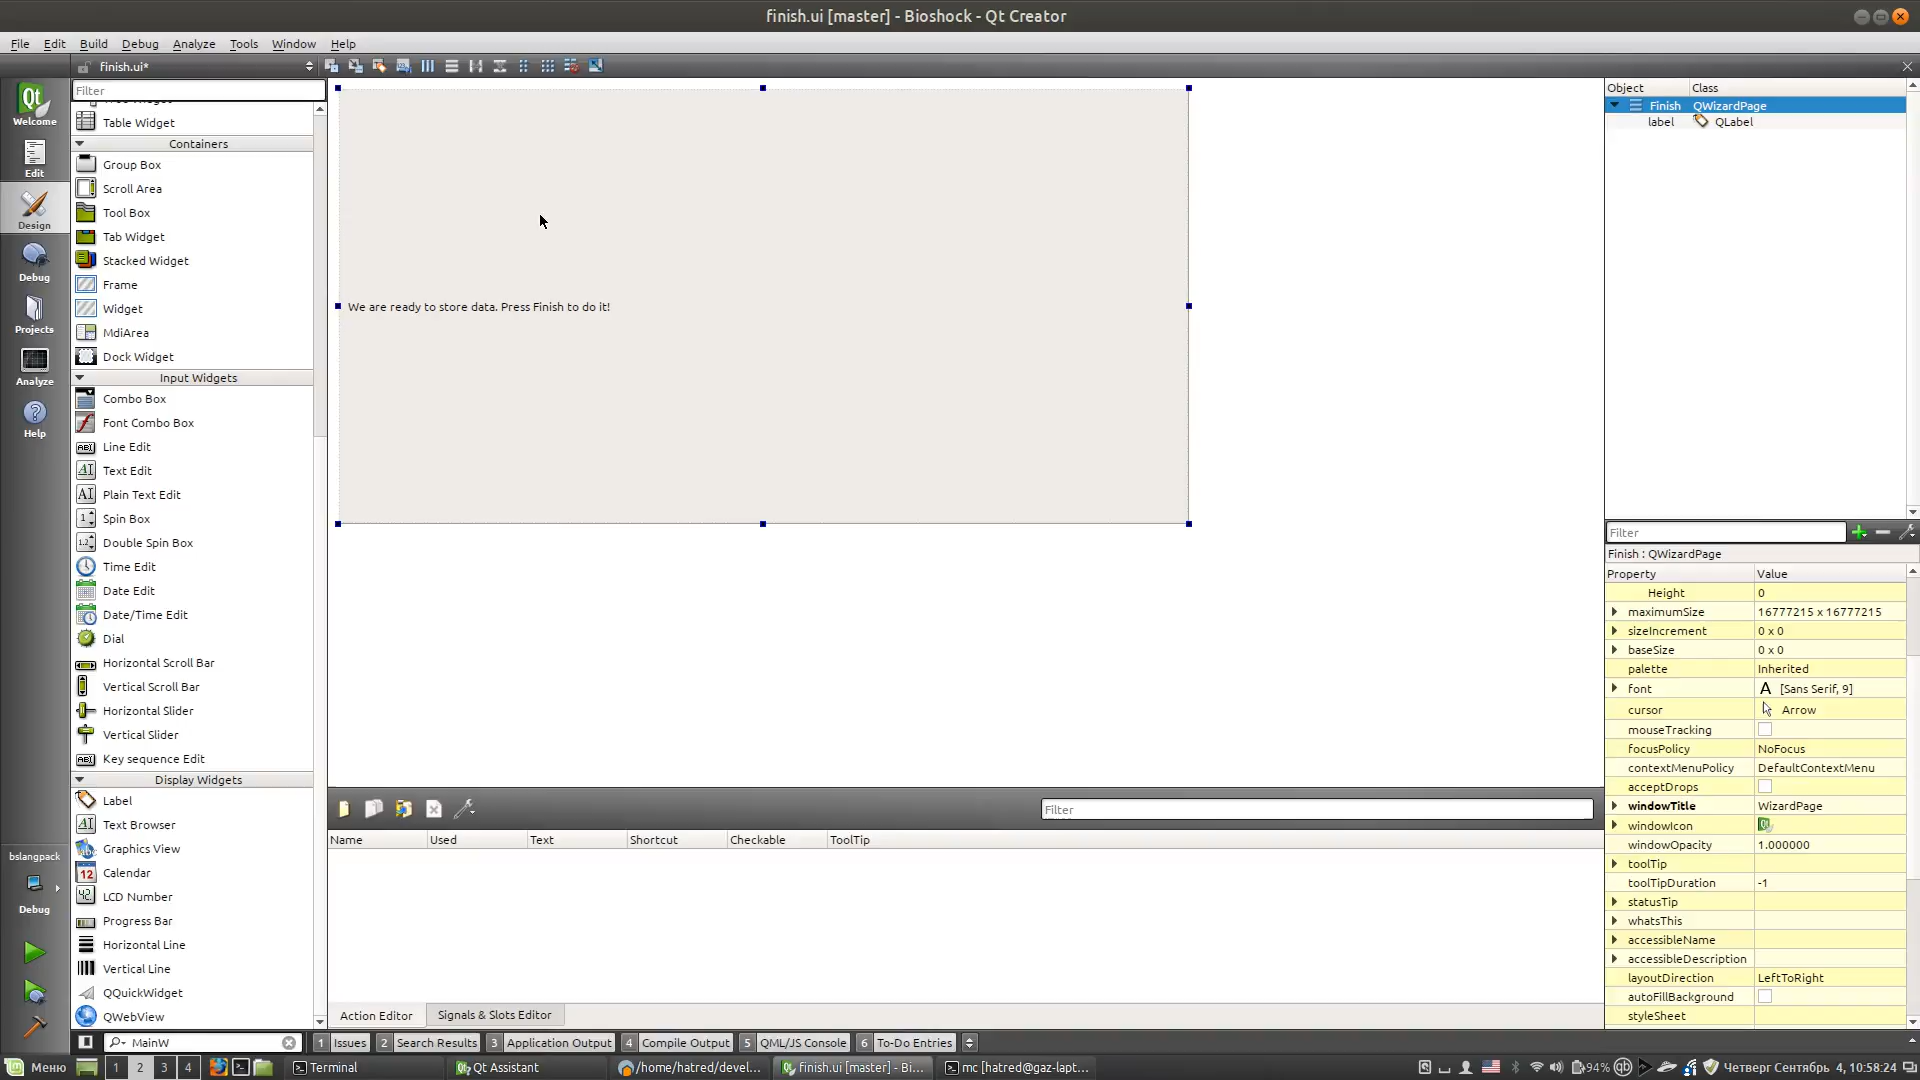 finish.ui [master] - Bioshock - Qt Creator
File Edit Build Debug Analyze Tools Window Help
finish.ui*
Filter
Welcome
Edit
Design
Debug
Projects
Analyze
Help
bslangpack
Debug
Table Widget
Containers
Group Box
Scroll Area
Tool Box
Tab Widget
Stacked Widget
Frame
Widget
MdiArea
Dock Widget
Input Widgets
Combo Box
Font Combo Box
Line Edit
Text Edit
Plain Text Edit
Spin Box
Double Spin Box
Time Edit
Date Edit
Date/Time Edit
Dial
Horizontal Scroll Bar
Vertical Scroll Bar
Horizontal Slider
Vertical Slider
Key sequence Edit
Display Widgets
Label
Text Browser
Graphics View
Calendar
LCD Number
Progress Bar
Horizontal Line
Vertical Line
QQuickWidget
QWebView
We are ready to store data. Press Finish to do it!
Filter
Name Used Text Shortcut Checkable ToolTip
Action Editor Signals & Slots Editor
Object Class
Finish QWizardPage
label QLabel
Filter
Finish : QWizardPage
Property Value
Height 0
maximumSize 16777215 x 16777215
sizeIncrement 0 x 0
baseSize 0 x 0
palette Inherited
font A [Sans Serif, 9]
cursor Arrow
mouseTracking
focusPolicy NoFocus
contextMenuPolicy DefaultContextMenu
acceptDrops
windowTitle WizardPage
windowIcon
windowOpacity 1.000000
toolTip
toolTipDuration -1
statusTip
whatsThis
accessibleName
accessibleDescription
layoutDirection LeftToRight
autoFillBackground
styleSheet
MainW 1 Issues 2 Search Results 3 Application Output 4 Compile Output 5 QML/JS Console 6 To-Do Entries
Меню 1 2 3 4 Terminal Qt Assistant /home/hatred/devel... finish.ui [master] - Bi... mc [hatred@gaz-lapt... 94% Четверг Сентябрь 4, 10:58:24